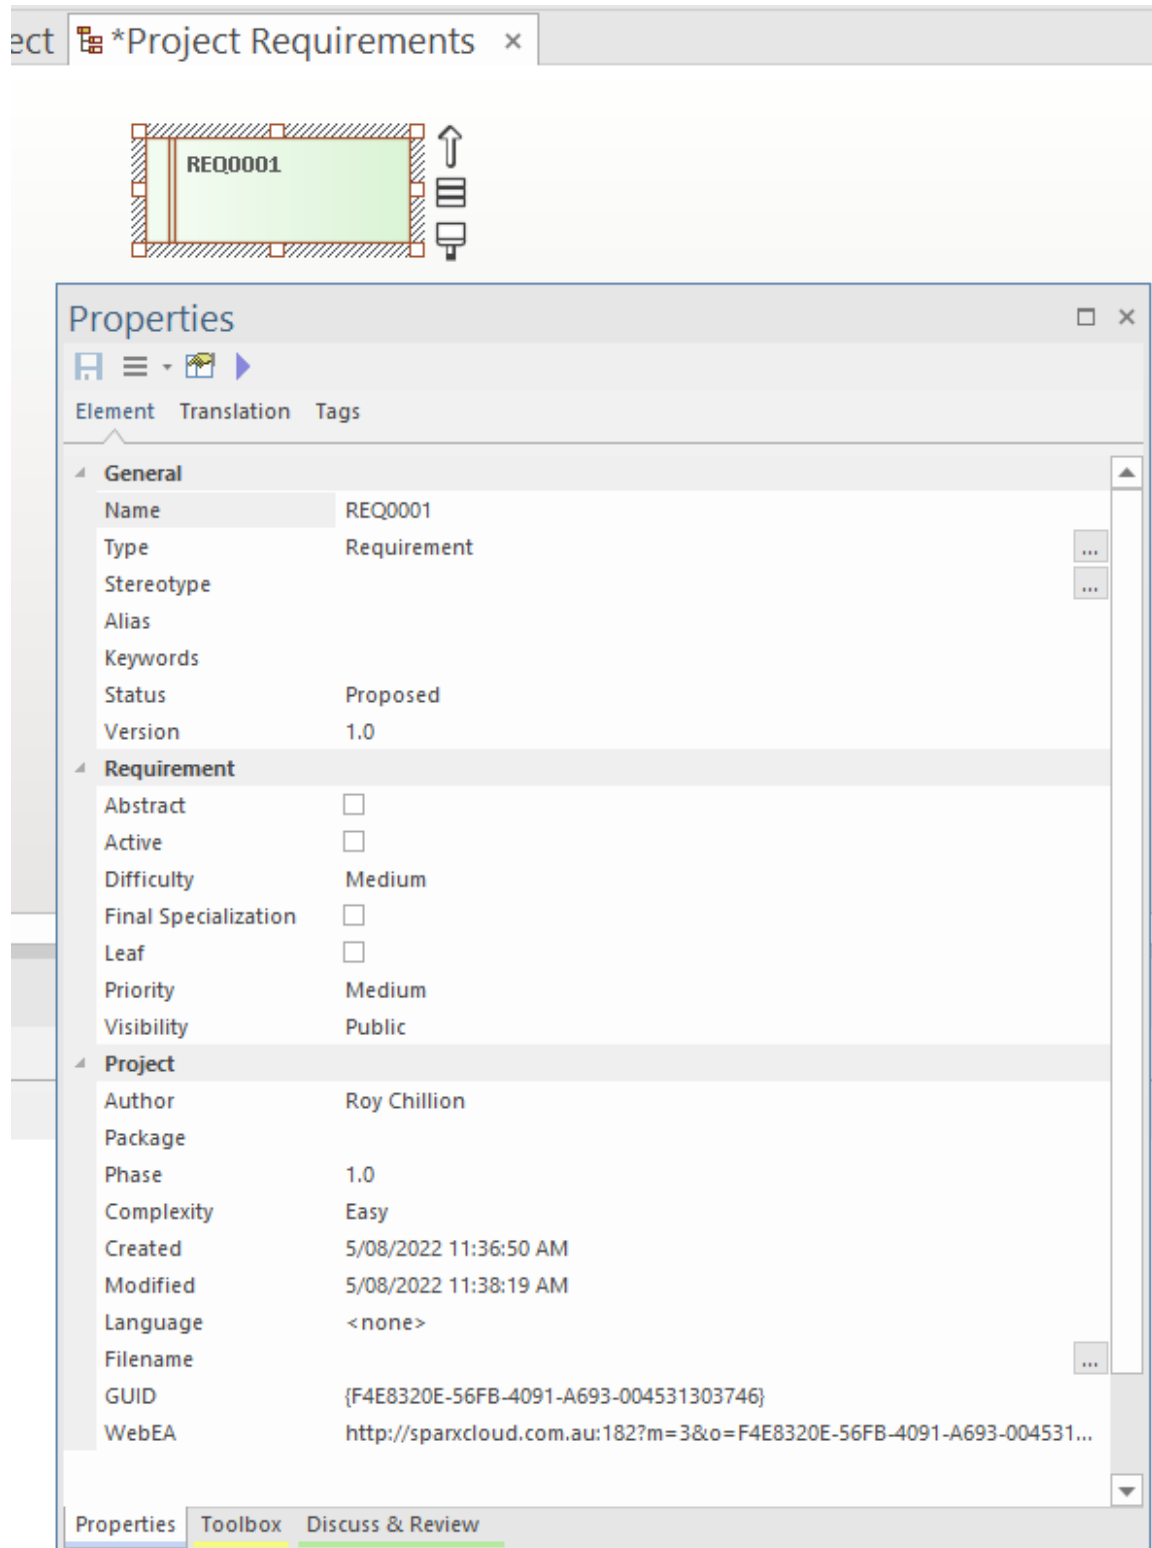 ect *Project Requirements ×
REQ0001
Properties
Element Translation Tags
General
Name REQ0001
Type Requirement ...
Stereotype ...
Alias
Keywords
Status Proposed
Version 1.0
Requirement
Abstract
Active
Difficulty Medium
Final Specialization
Leaf
Priority Medium
Visibility Public
Project
Author Roy Chillion
Package
Phase 1.0
Complexity Easy
Created 5/08/2022 11:36:50 AM
Modified 5/08/2022 11:38:19 AM
Language <none>
Filename ...
GUID {F4E8320E-56FB-4091-A693-004531303746}
WebEA http://sparxcloud.com.au:182?m=3&o=F4E8320E-56FB-4091-A693-004531...
Properties Toolbox Discuss & Review